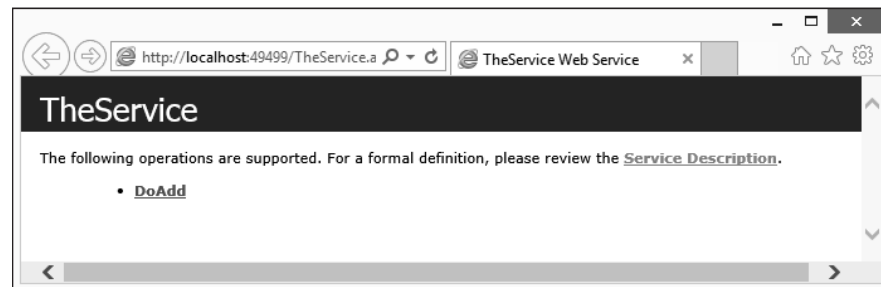 http://localhost:49499/TheService.a
TheService Web Service
TheService
The following operations are supported. For a formal definition, please review the Service Description.
• DoAdd